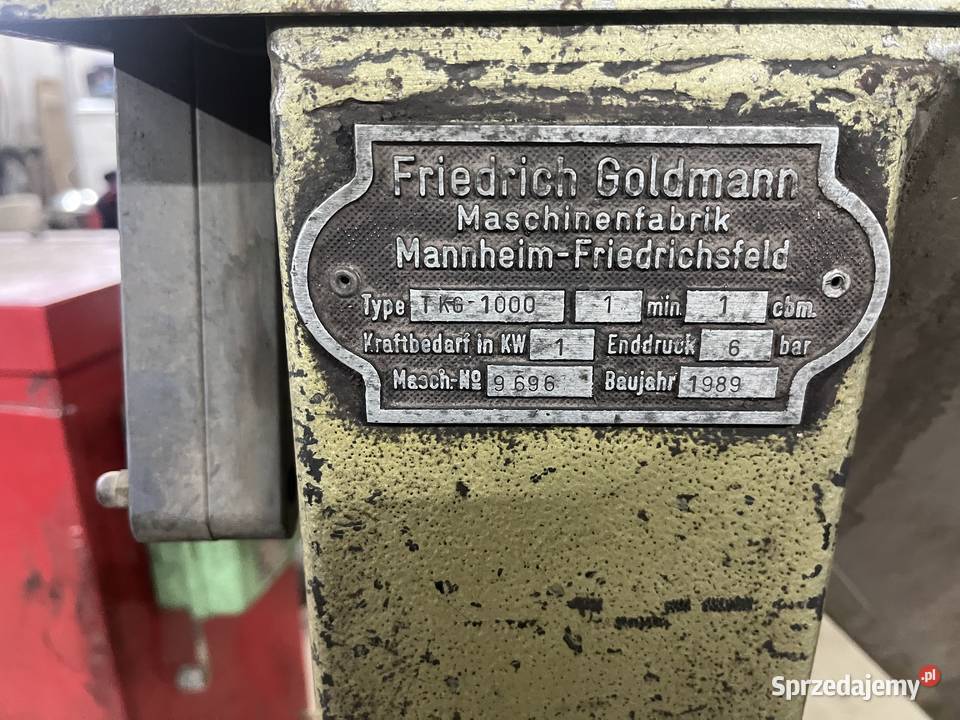 Friedrich Goldmann
Maschinenfabrik
Mannheim-Friedrichsfeld
Type TKG-1000 1 min. 1 cbm.
Kraftbedarf in KW 1 Enddruck 6 bar
Masch.-No 9696 Baujahr 1989
Sprzedajemy.pl